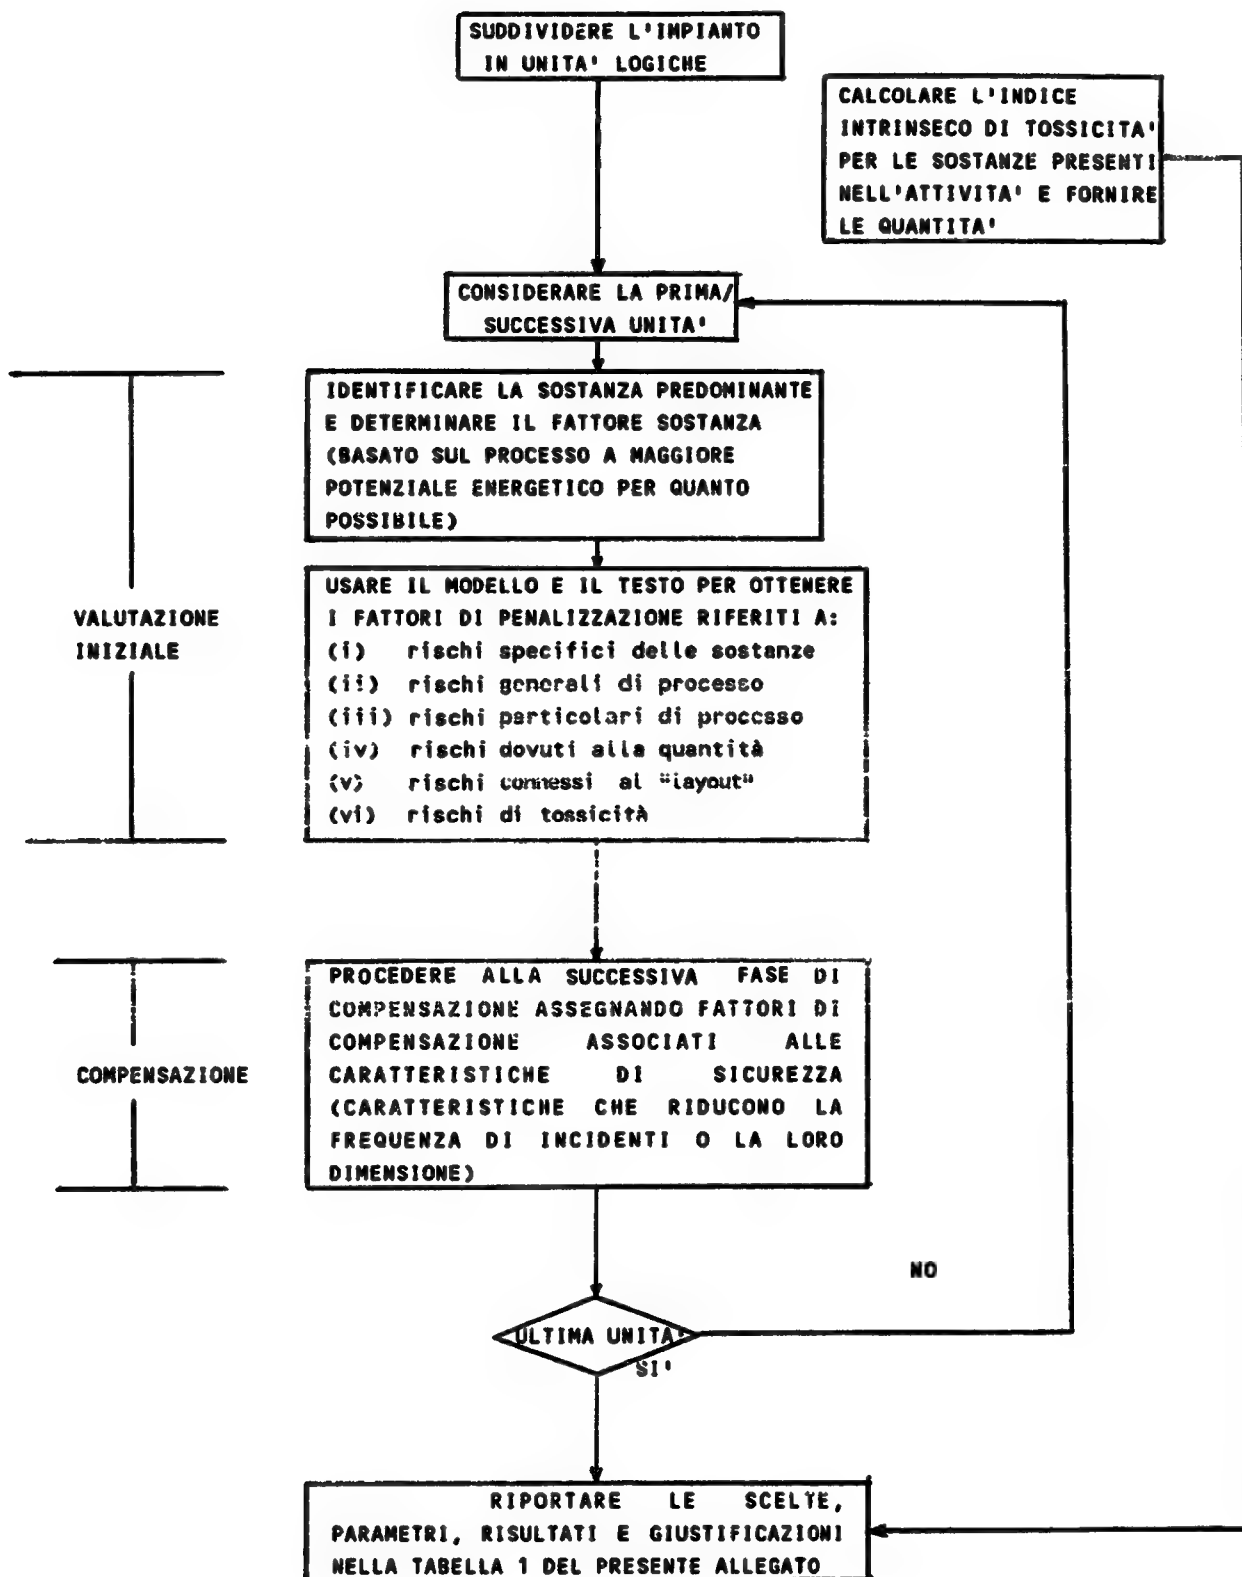 SUDDIVIDERE L'IMPIANTO
IN UNITA' LOGICHE
CALCOLARE L'INDICE
INTRINSECO DI TOSSICITA'
PER LE SOSTANZE PRESENTI
NELL'ATTIVITA' E FORNIRE
LE QUANTITA'
CONSIDERARE LA PRIMA/
SUCCESSIVA UNITA'
IDENTIFICARE LA SOSTANZA PREDOMINANTE
E DETERMINARE IL FATTORE SOSTANZA
(BASATO SUL PROCESSO A MAGGIORE
POTENZIALE ENERGETICO PER QUANTO
POSSIBILE)
VALUTAZIONE
INIZIALE
USARE IL MODELLO E IL TESTO PER OTTENERE
I FATTORI DI PENALIZZAZIONE RIFERITI A:
(i) rischi specifici delle sostanze
(ii) rischi generali di processo
(iii) rischi particolari di processo
(iv) rischi dovuti alla quantità
(v) rischi connessi al "layout"
(vi) rischi di tossicità
COMPENSAZIONE
PROCEDERE ALLA SUCCESSIVA FASE DI
COMPENSAZIONE ASSEGNANDO FATTORI DI
COMPENSAZIONE ASSOCIATI ALLE
CARATTERISTICHE DI SICUREZZA
(CARATTERISTICHE CHE RIDUCONO LA
FREQUENZA DI INCIDENTI O LA LORO
DIMENSIONE)
NO
ULTIMA UNITA'
SI'
RIPORTARE LE SCELTE,
PARAMETRI, RISULTATI E GIUSTIFICAZIONI
NELLA TABELLA 1 DEL PRESENTE ALLEGATO